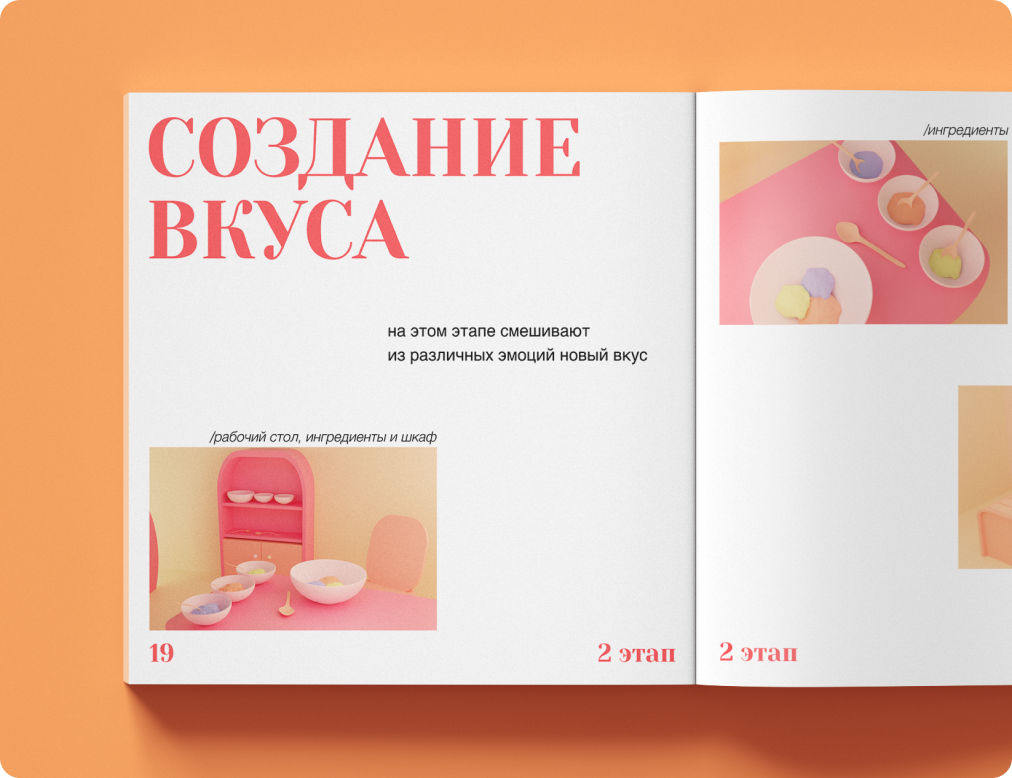 СОЗДАНИЕ
ВКУСА
на этом этапе смешивают
из различных эмоций новый вкус
/рабочий стол, ингредиенты и шкаф
19
2 этап
/ингредиенты
2 этап